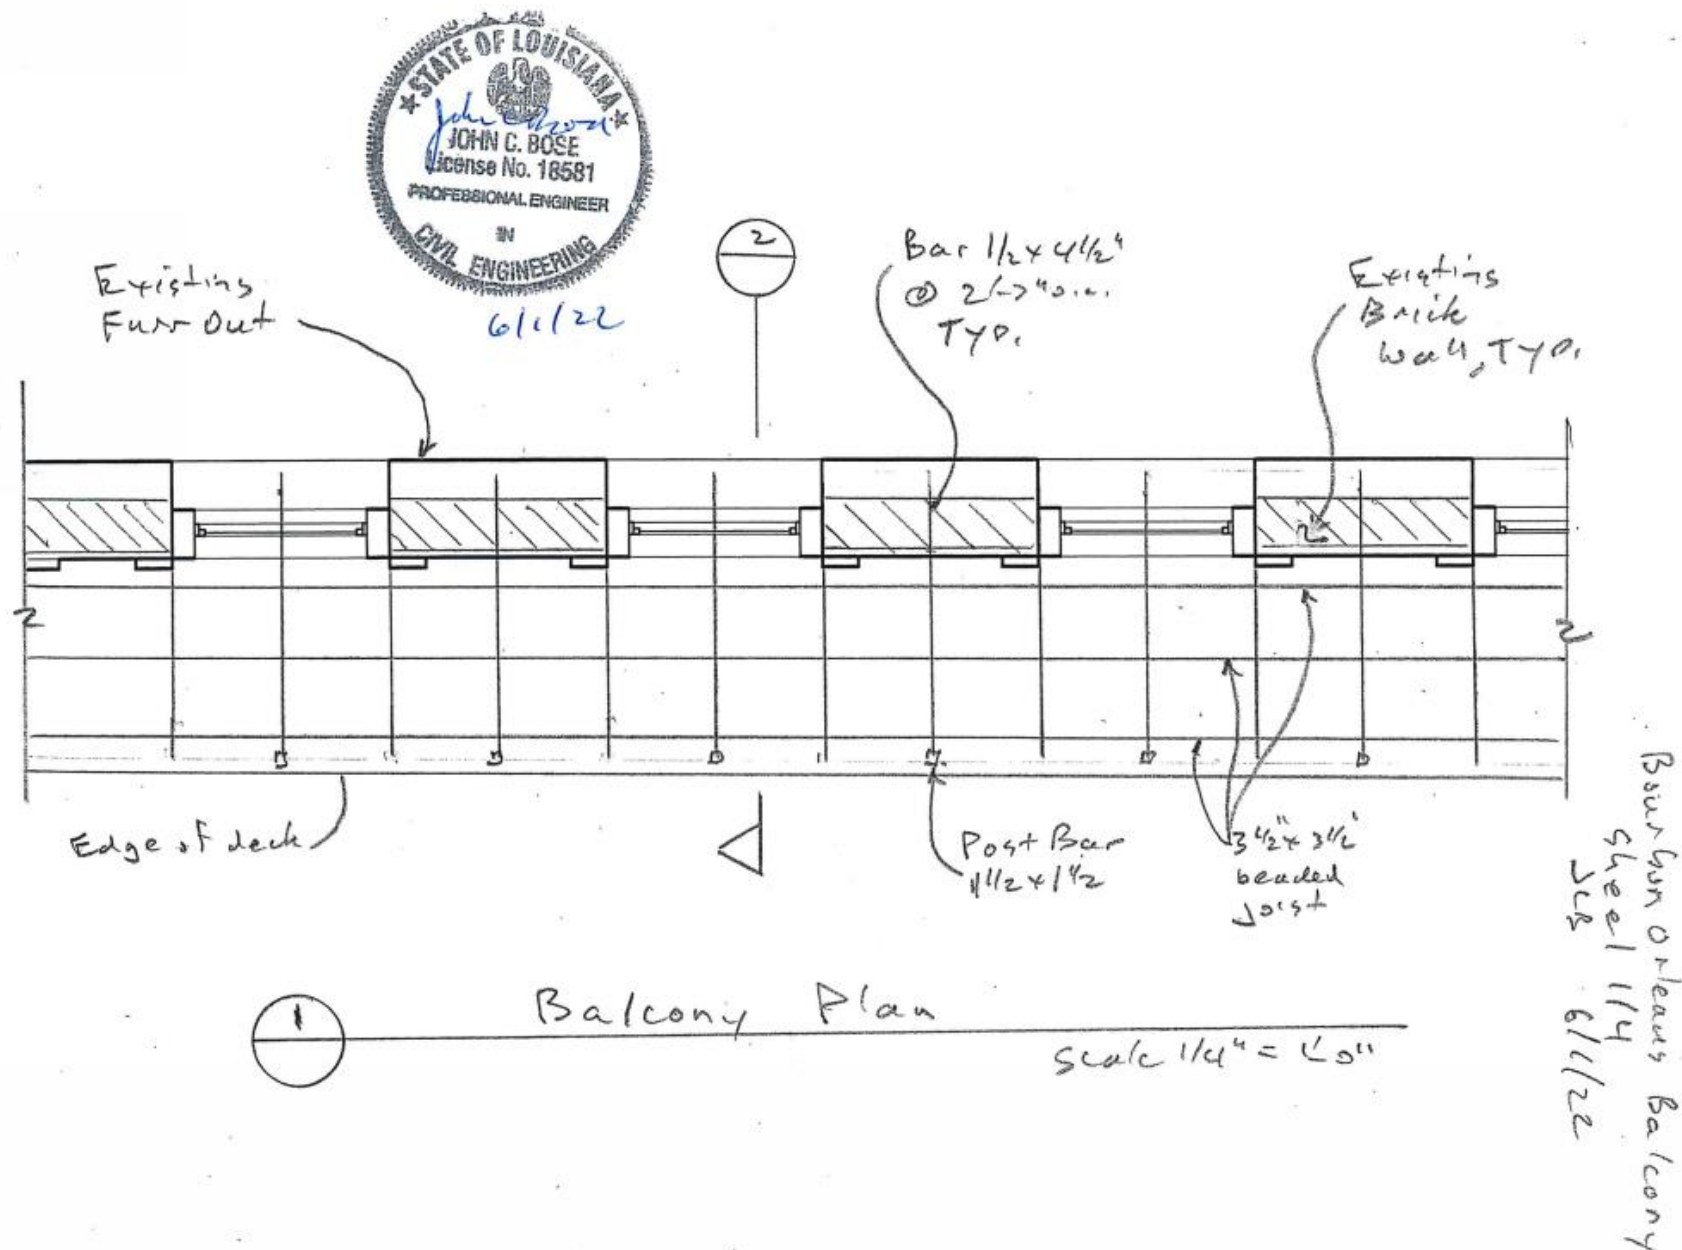 STATE OF LOUISIANA
JOHN C. BOSE
License No. 18581
PROFESSIONAL ENGINEER
IN
CIVIL ENGINEERING
6/1/22
2
Existing
Furr Out
Bar 1/2 x 4 1/2"
@
TYP.
Existing
Brick
Wall, TYP.
Edge of deck
Post Bar
1 1/2 x 1 1/2
3 1/2" x 3 1/2"
beaded
Joist
1
Balcony Plan
Scale 1/4" = 1'-0"
Bourbon Orleans Balcony
Sheet 1/4
JCB 6/1/22